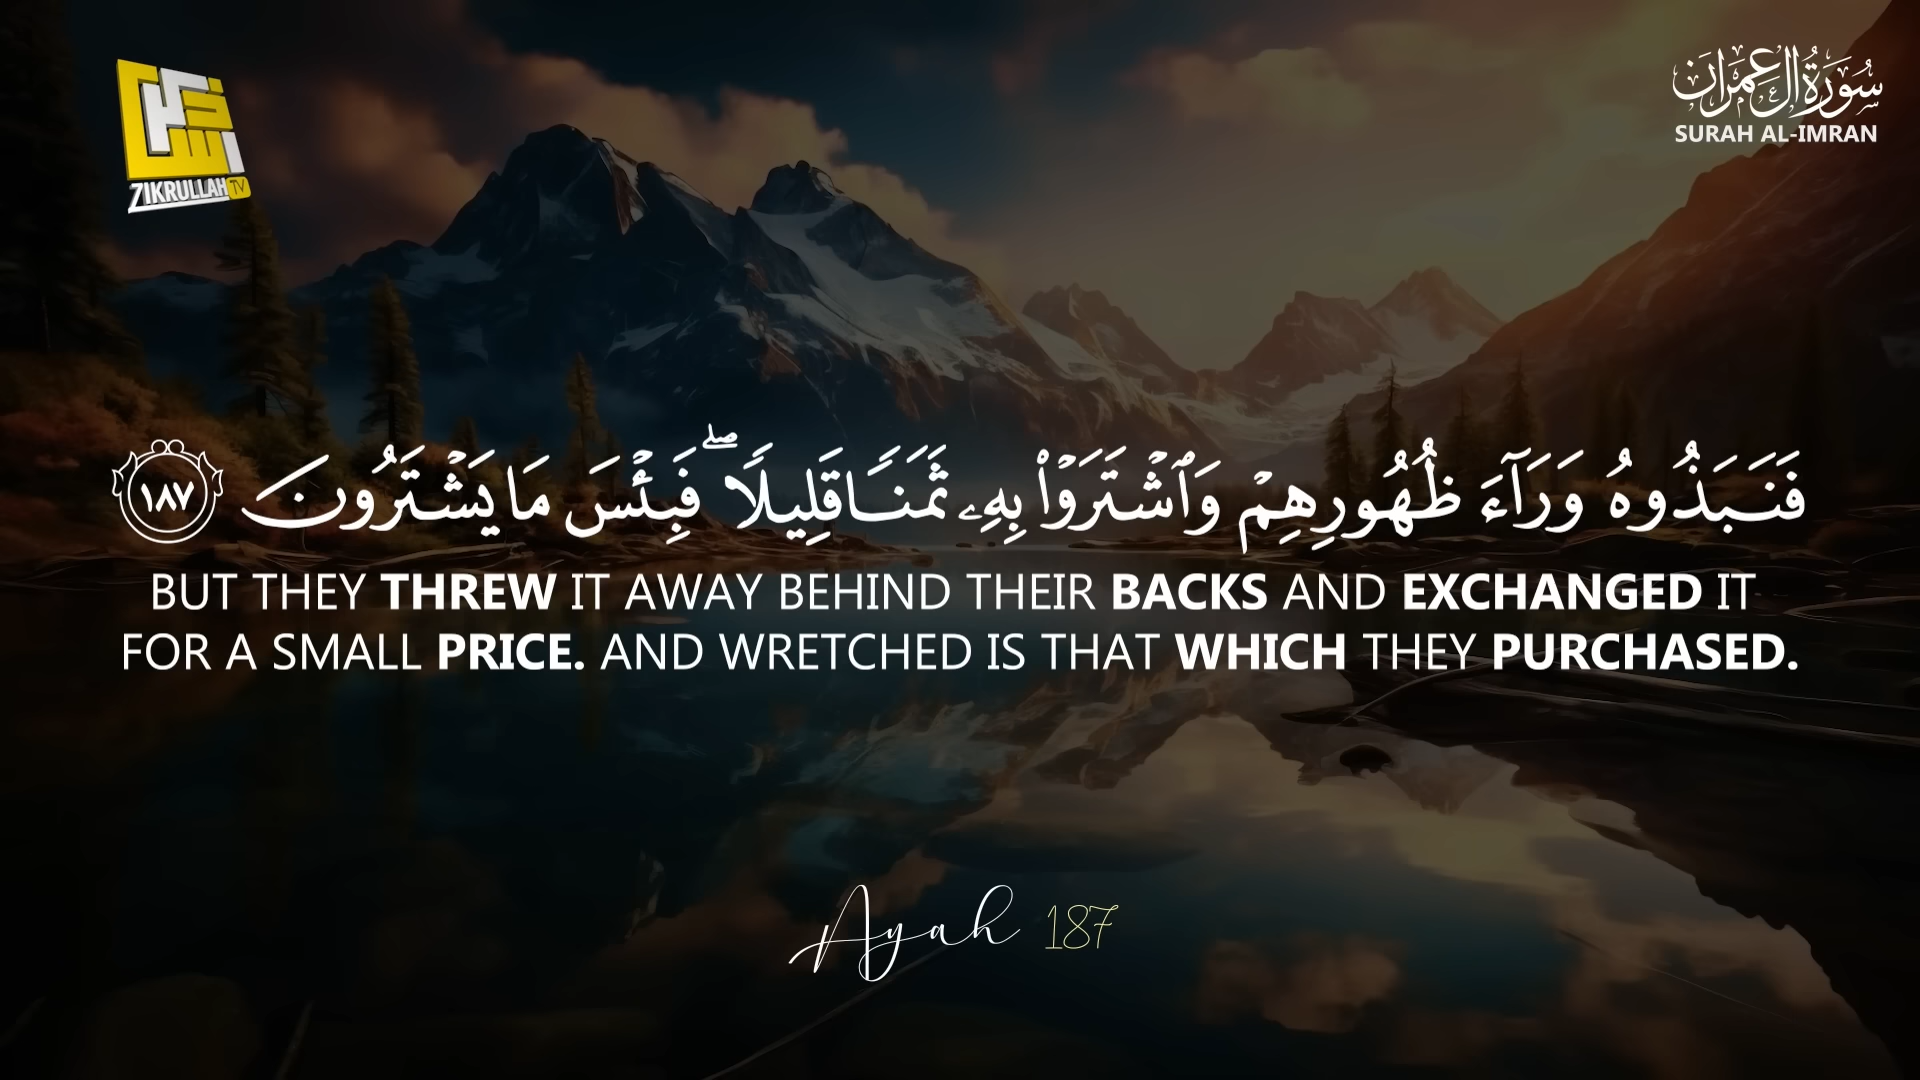 ذكر الله
ZIKRULLAH TV
سُورَةُ آلِ عِمْرَان
SURAH AL-IMRAN
فَنَبَذُوهُ وَرَآءَ ظُهُورِهِمْ وَٱشْتَرَوْا۟ بِهِۦ ثَمَنًا قَلِيلًا ۖ فَبِئْسَ مَا يَشْتَرُونَ ١٨٧
BUT THEY THREW IT AWAY BEHIND THEIR BACKS AND EXCHANGED IT
FOR A SMALL PRICE. AND WRETCHED IS THAT WHICH THEY PURCHASED.
Ayah 187